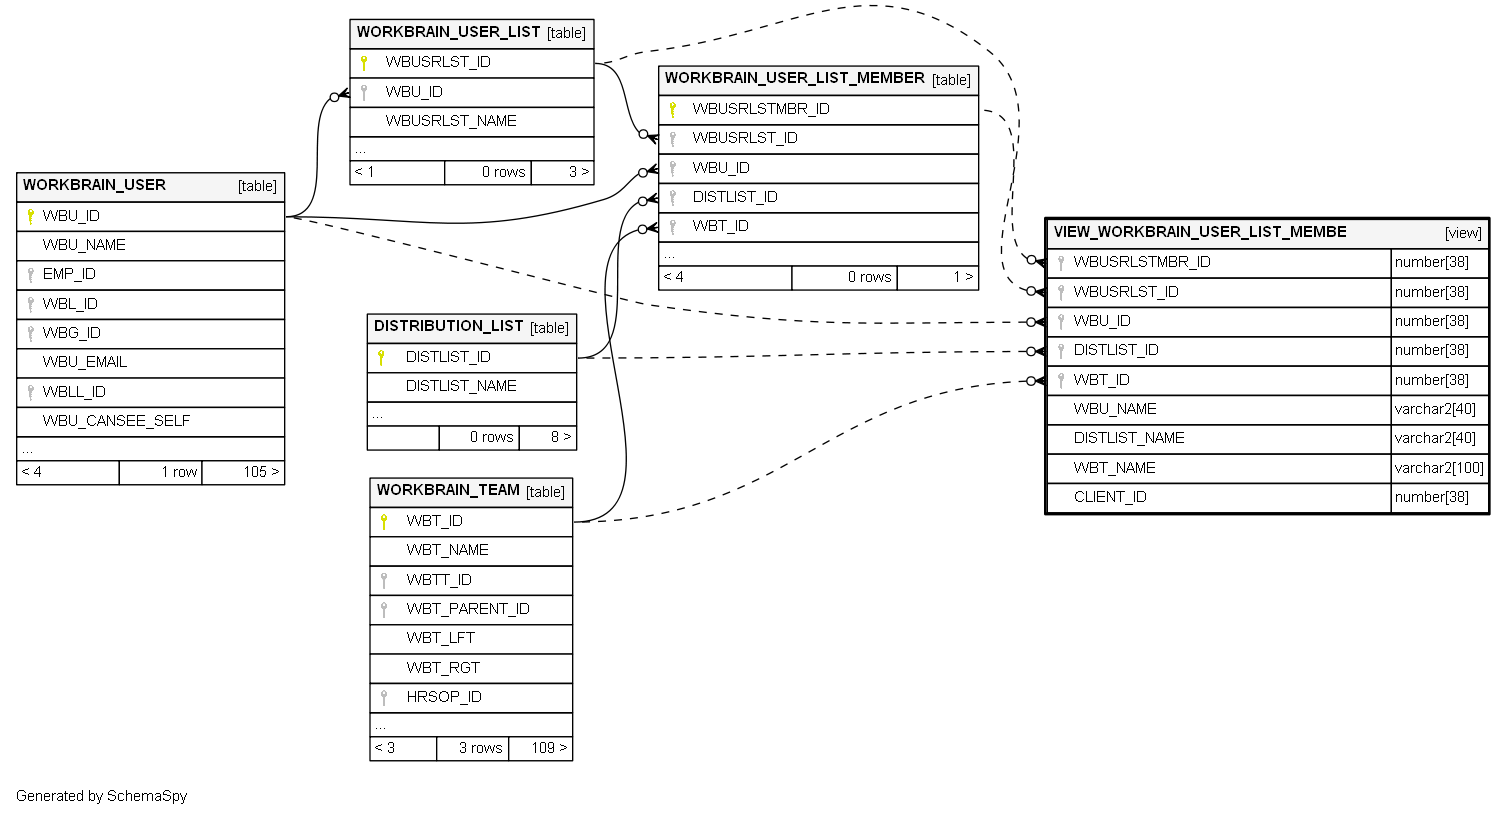 WORKBRAIN_USER_LIST [table]
WBUSRLST_ID
WBU_ID
WBUSRLST_NAME
...
< 1 0 rows 3 >
WORKBRAIN_USER_LIST_MEMBER [table]
WBUSRLSTMBR_ID
WBUSRLST_ID
WBU_ID
DISTLIST_ID
WBT_ID
...
< 4 0 rows 1 >
WORKBRAIN_USER [table]
WBU_ID
WBU_NAME
EMP_ID
WBL_ID
WBG_ID
WBU_EMAIL
WBLL_ID
WBU_CANSEE_SELF
...
< 4 1 row 105 >
VIEW_WORKBRAIN_USER_LIST_MEMBE [view]
WBUSRLSTMBR_ID number[38]
WBUSRLST_ID number[38]
WBU_ID number[38]
DISTLIST_ID number[38]
WBT_ID number[38]
WBU_NAME varchar2[40]
DISTLIST_NAME varchar2[40]
WBT_NAME varchar2[100]
CLIENT_ID number[38]
DISTRIBUTION_LIST [table]
DISTLIST_ID
DISTLIST_NAME
...
0 rows 8 >
WORKBRAIN_TEAM [table]
WBT_ID
WBT_NAME
WBTT_ID
WBT_PARENT_ID
WBT_LFT
WBT_RGT
HRSOP_ID
...
< 3 3 rows 109 >
Generated by SchemaSpy